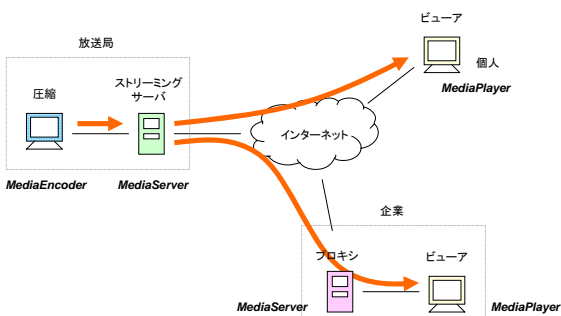 ビューア
放送局
個人
ストリーミング
サーバ
圧縮
MediaPlayer
インターネット
MediaEncoder
MediaServer
企業
プロキシ
ビューア
MediaServer
MediaPlayer